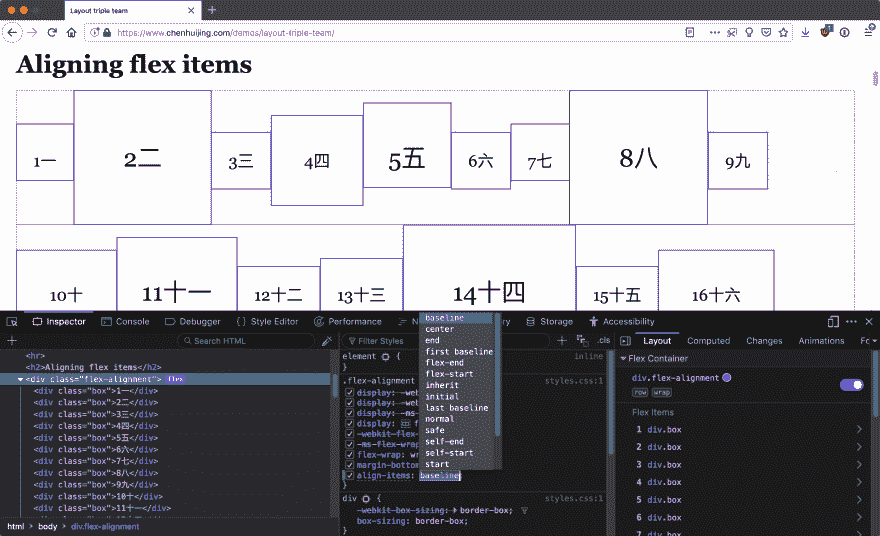 Layout triple team
https://www.chenhuijing.com/demos/layout-triple-team/
Aligning flex items
1一
2二
3三
4四
5五
6六
7七
8八
9九
10十
11十一
12十二
13十三
14十四
15十五
16十六
Inspector
Console
Debugger
Style Editor
Performance
Storage
Accessibility
Search HTML
<hr>
<h2>Aligning flex items</h2>
<div class="flex-alignment"> flex
<div class="box">1一</div>
<div class="box">2二</div>
<div class="box">3三</div>
<div class="box">4四</div>
<div class="box">5五</div>
<div class="box">6六</div>
<div class="box">7七</div>
<div class="box">8八</div>
<div class="box">9九</div>
<div class="box">10十</div>
<div class="box">11十一</div>
<div class="box">12十二</div>
html > body > div.flex-alignment
Filter Styles
.cls
element { inline
}
.flex-alignment styles.css:1
display: -web
display: -web
display: -ms-
display: f
-webkit-flex-
-ms-flex-wrap:
flex-wrap: wr
margin-bottom
align-items: baseline
}
baseline
center
end
first baseline
flex-end
flex-start
inherit
initial
last baseline
normal
safe
self-end
self-start
start
div { styles.css:1
-webkit-box-sizing: border-box;
box-sizing: border-box;
}
Layout
Computed
Changes
Animations
Fo
Flex Container
div.flex-alignment
row wrap
Flex Items
1 div.box
2 div.box
3 div.box
4 div.box
5 div.box
6 div.box
7 div.box